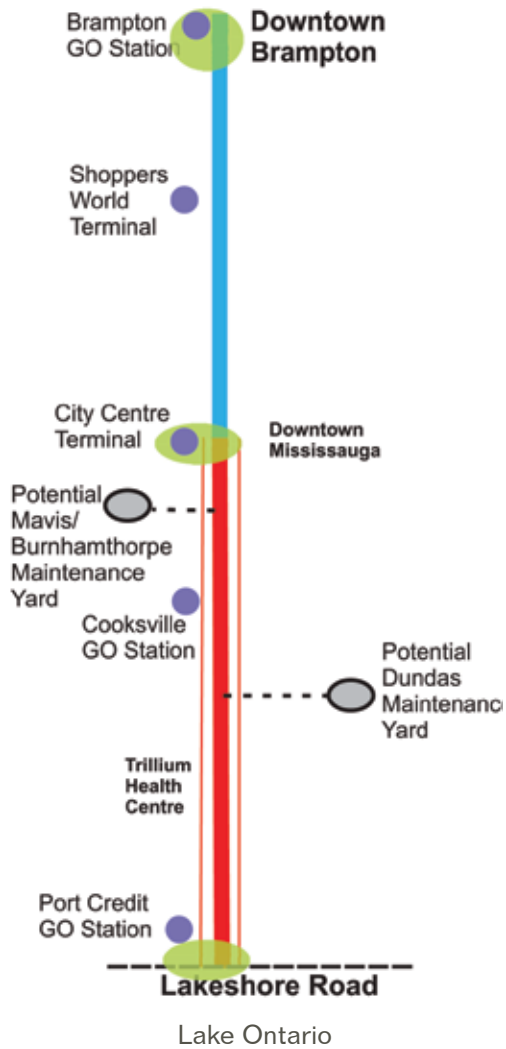 Brampton
GO Station
Downtown
Brampton
Shoppers
World
Terminal
City Centre
Terminal
Downtown
Mississauga
Potential
Mavis/
Burnhamthorpe
Maintenance
Yard
Cooksville
GO Station
Potential
Dundas
Maintenanc
Yard
Trillium
Health
Centre
Port Credit
GO Station
Lakeshore Road
Lake Ontario